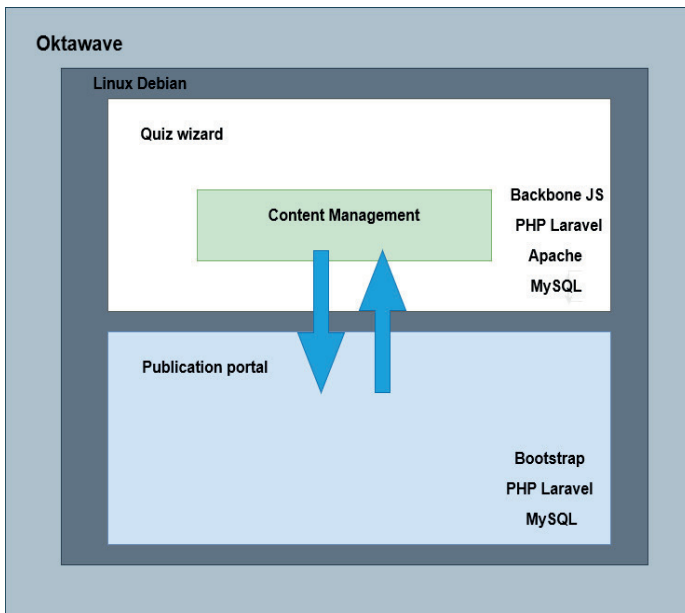 Oktawave
Linux Debian
Quiz wizard
Content Management
Backbone JS
PHP Laravel
Apache
MySQL
Publication portal
Bootstrap
PHP Laravel
MySQL